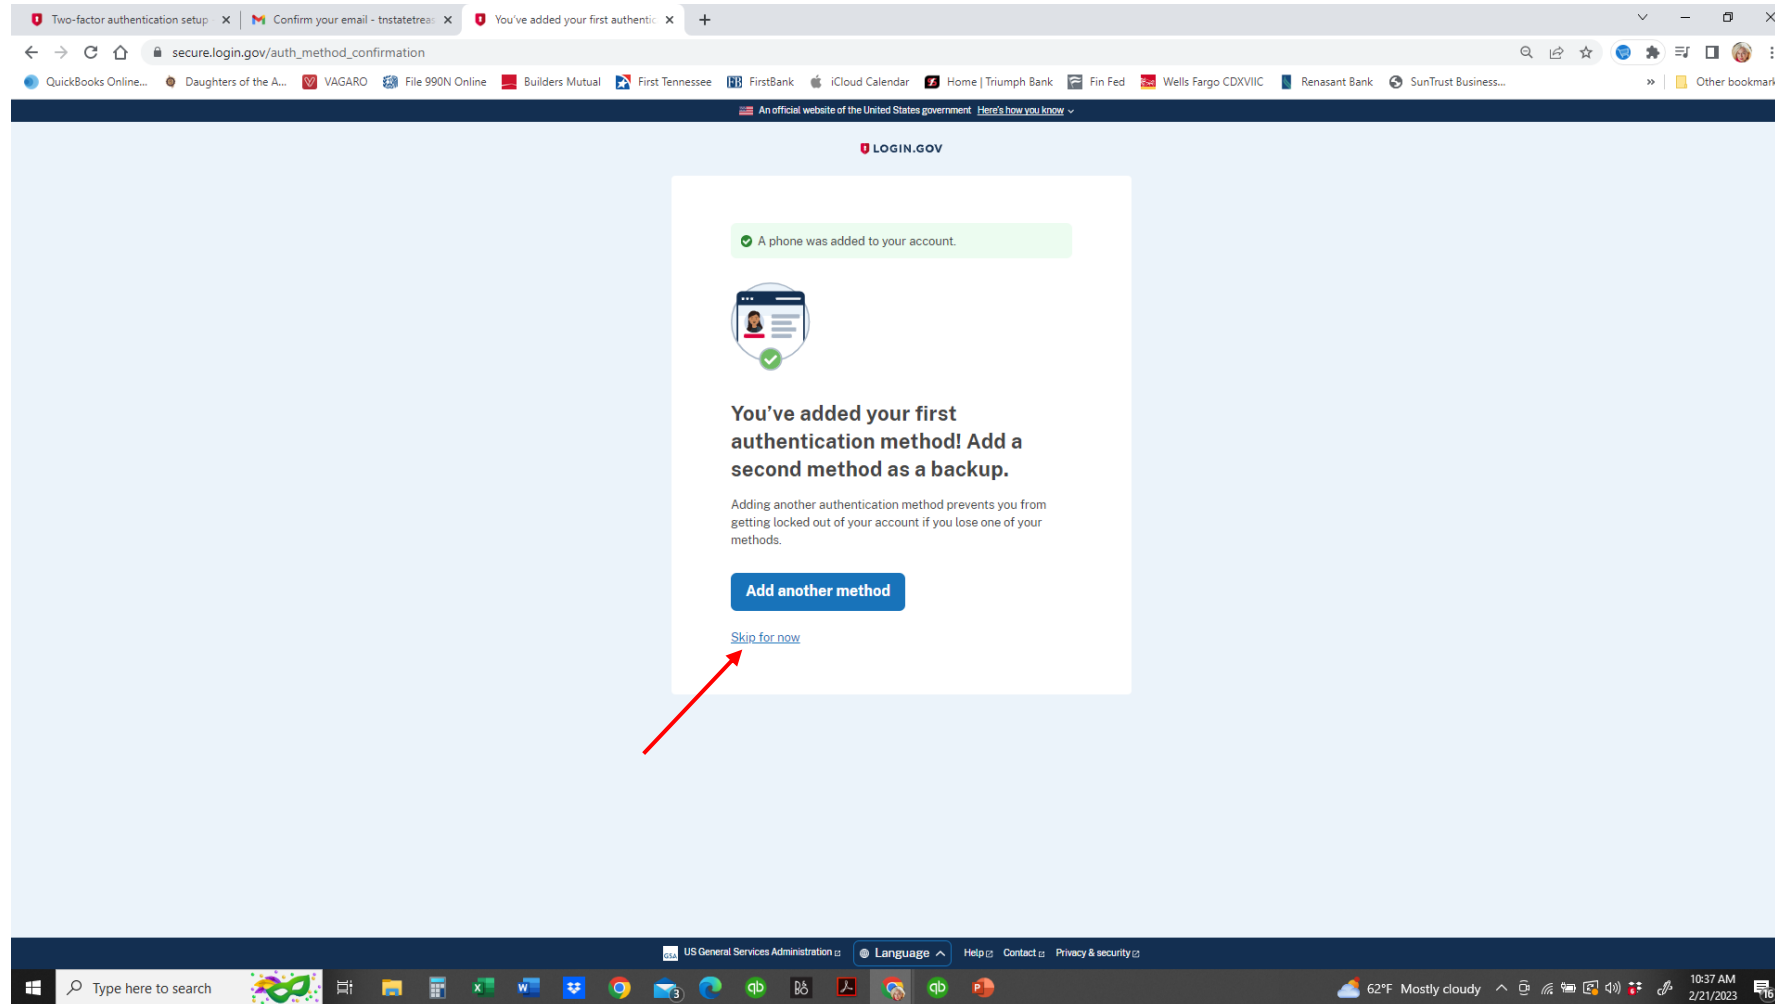 Two-factor authentication setup
Confirm your email - tnstatetreas
You've added your first authentic
secure.login.gov/auth_method_confirmation
QuickBooks Online...
Daughters of the A...
VAGARO
File 990N Online
Builders Mutual
First Tennessee
FirstBank
iCloud Calendar
Home | Triumph Bank
Fin Fed
Wells Fargo CDXVIIC
Renasant Bank
SunTrust Business...
»
Other bookmark
An official website of the United States government Here's how you know
LOGIN.GOV
A phone was added to your account.
You've added your first
authentication method! Add a
second method as a backup.
Adding another authentication method prevents you from
getting locked out of your account if you lose one of your
methods.
Add another method
Skip for now
GSA US General Services Administration
Language
Help
Contact
Privacy & security
Type here to search
3
62°F Mostly cloudy
10:37 AM
2/21/2023
16